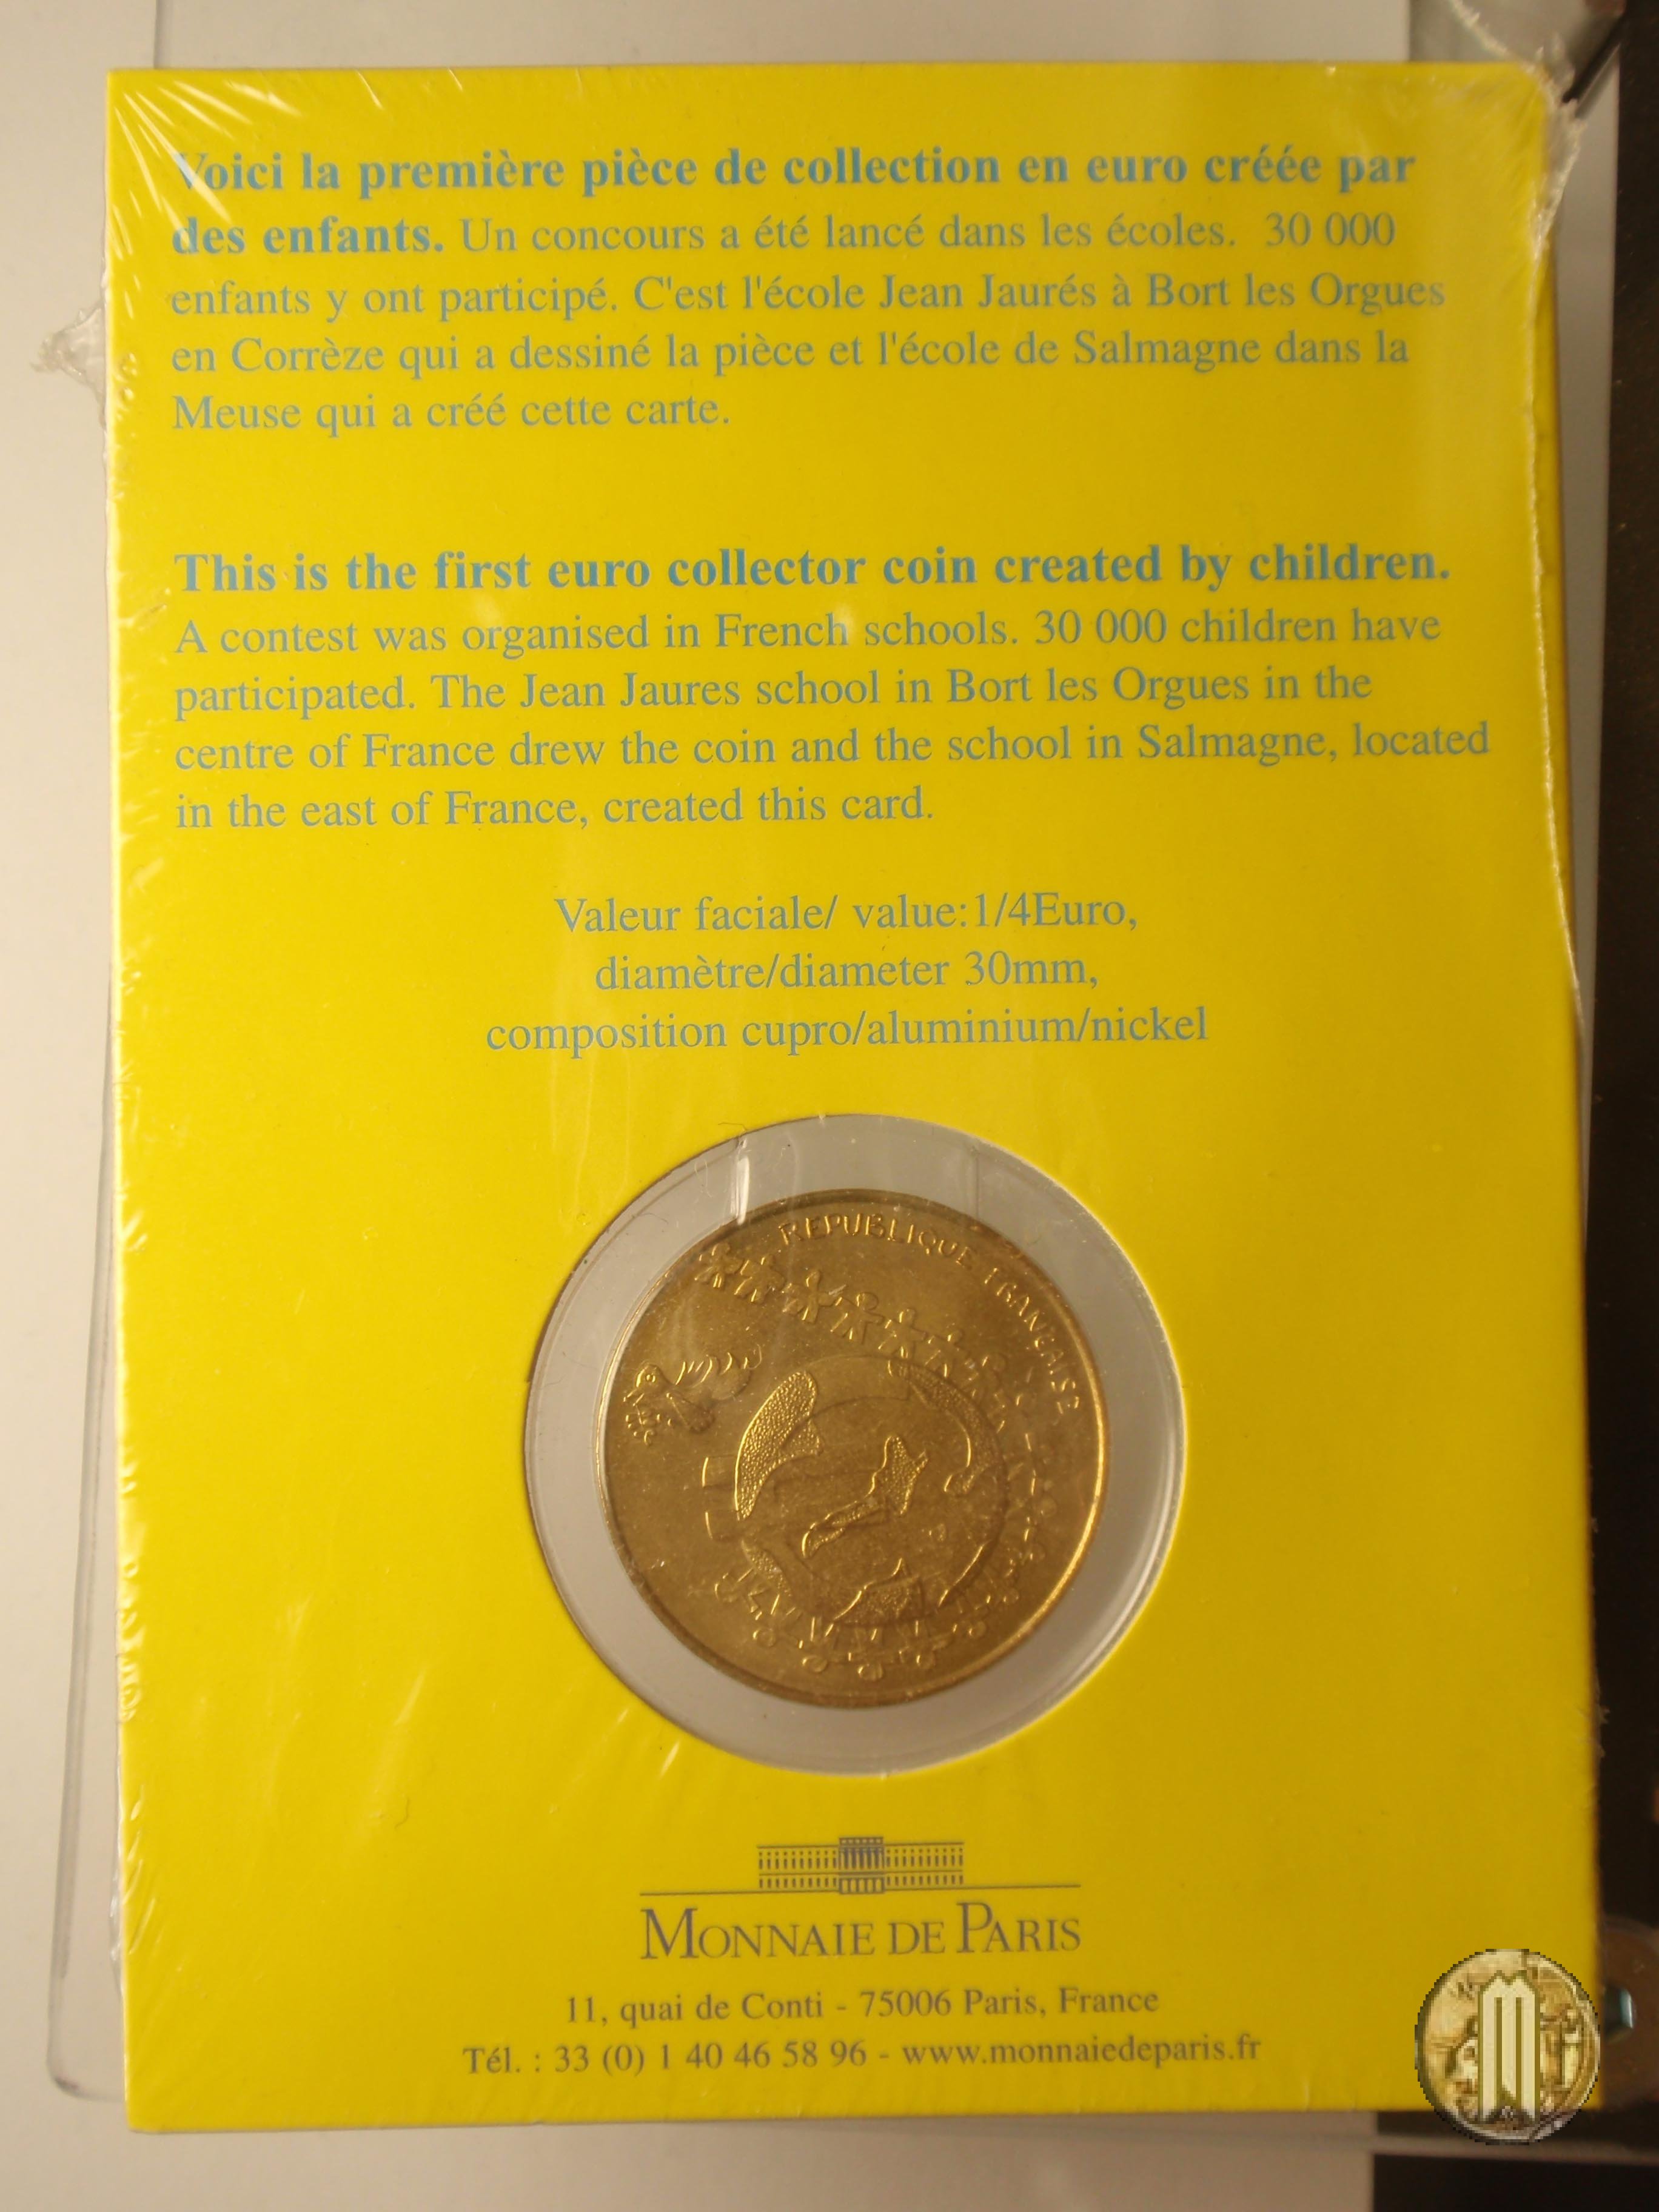 Voici la première pièce de collection en euro créée par
des enfants. Un concours a été lancé dans les écoles. 30 000
enfants y ont participé. C'est l'école Jean Jaurés à Bort les Orgues
en Corrèze qui a dessiné la pièce et l'école de Salmagne dans la
Meuse qui a créé cette carte.
This is the first euro collector coin created by children.
A contest was organised in French schools. 30 000 children have
participated. The Jean Jaures school in Bort les Orgues in the
centre of France drew the coin and the school in Salmagne, located
in the east of France, created this card.
Valeur faciale/ value:1/4Euro,
diamètre/diameter 30mm,
composition cupro/aluminium/nickel
REPUBLIQUE FRANÇAISE
MONNAIE DE PARIS
11, quai de Conti - 75006 Paris, France
Tél. : 33 (0) 1 40 46 58 96 - www.monnaiedeparis.fr